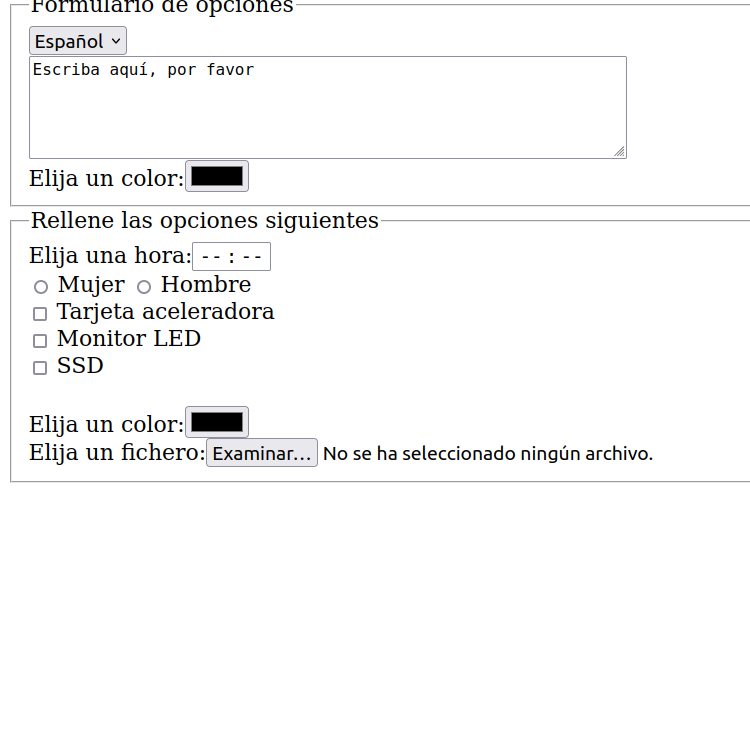 Formulario de opciones
Español
Escriba aquí, por favor
Elija un color:
Rellene las opciones siguientes
Elija una hora: -- : --
Mujer Hombre
Tarjeta aceleradora
Monitor LED
SSD
Elija un color:
Elija un fichero: Examinar... No se ha seleccionado ningún archivo.